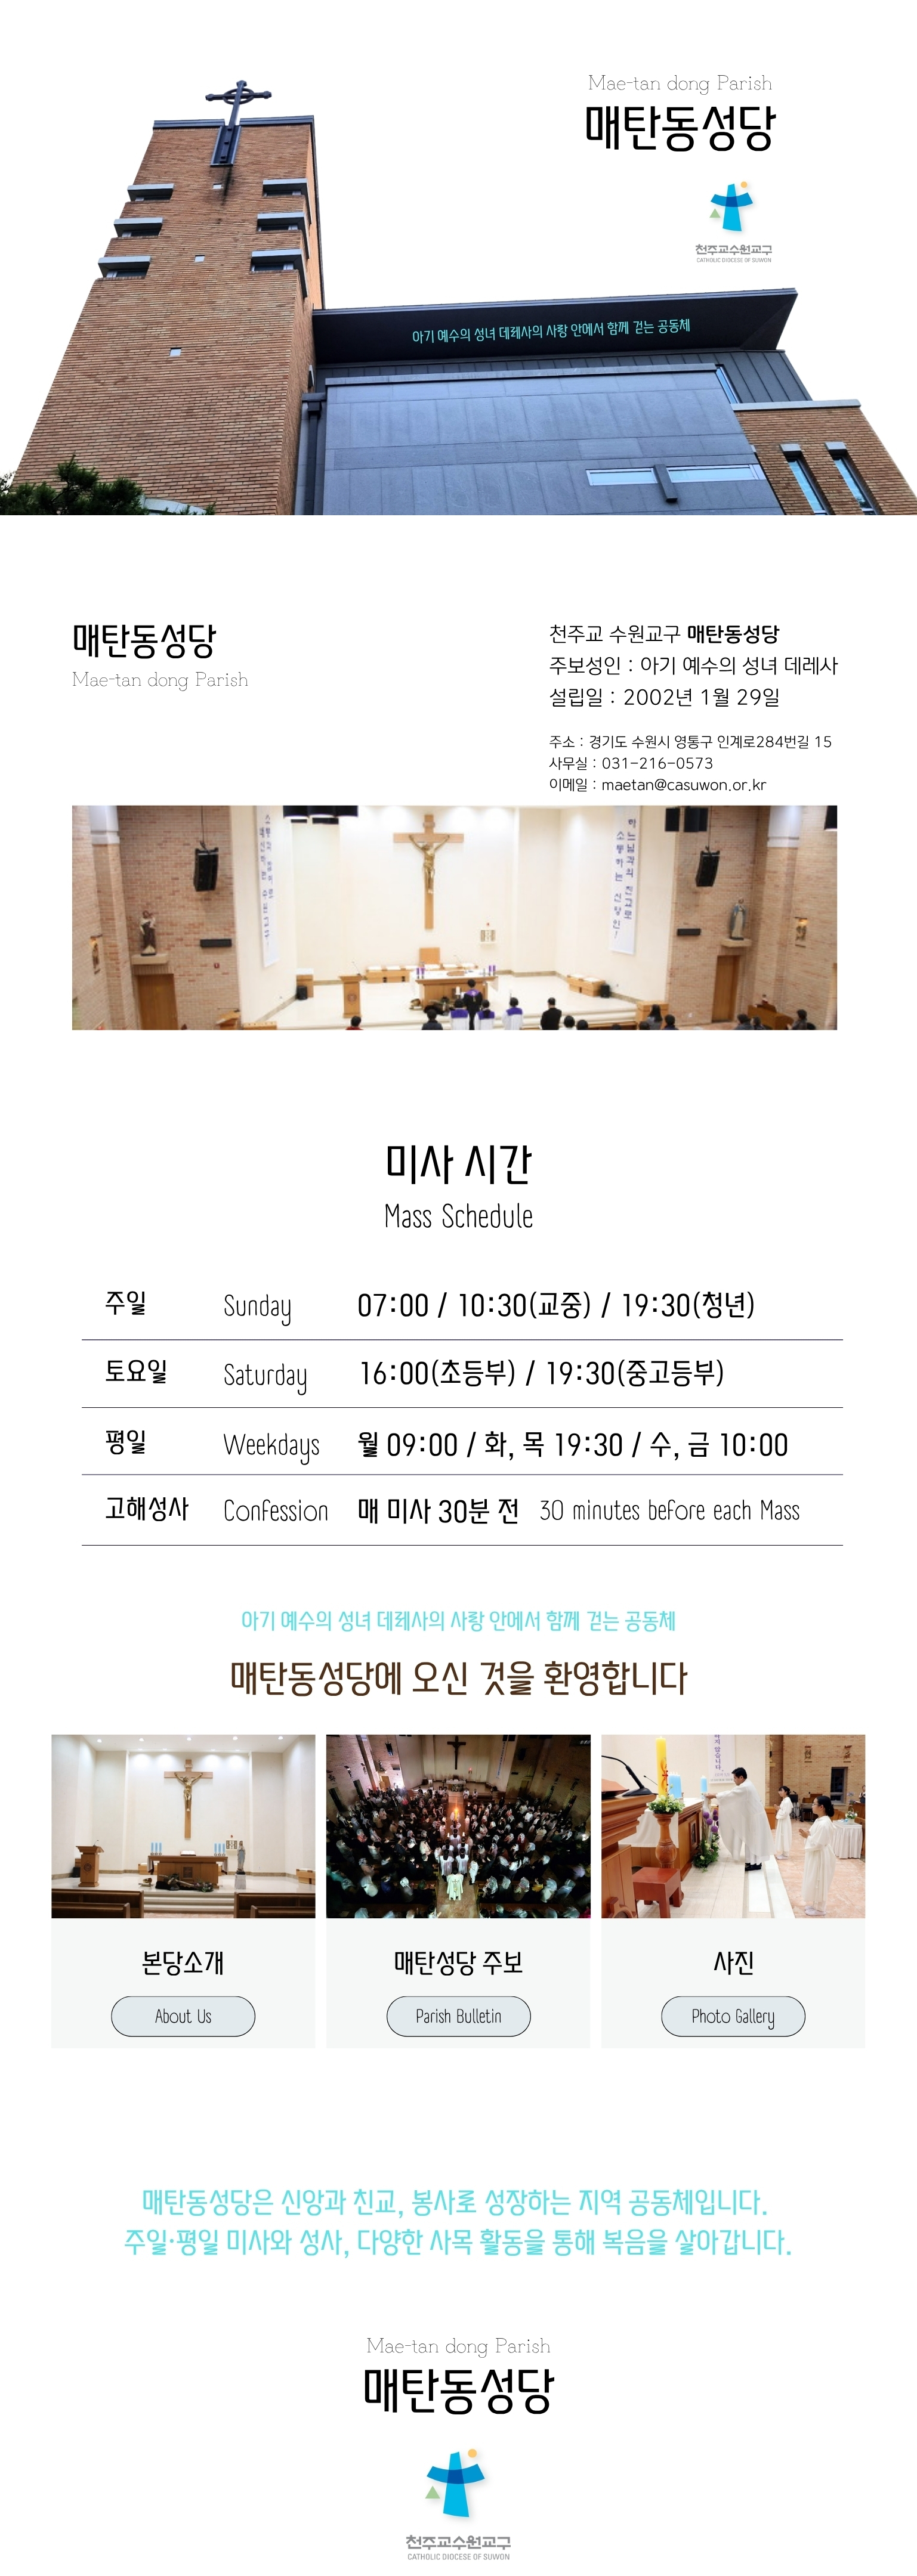 Mae-tan dong Parish
매탄동성당
천주교수원교구
CATHOLIC DIOCESE OF SUWON
아기 예수의 성녀 데레사의 사랑 안에서 함께 걷는 공동체
매탄동성당
Mae-tan dong Parish
천주교 수원교구 매탄동성당
주보성인 : 아기 예수의 성녀 데레사
설립일 : 2002년 1월 29일
주소 : 경기도 수원시 영통구 인계로284번길 15
사무실 : 031-216-0573
이메일 : maetan@casuwon.or.kr
하느님과의 친교로
소통하는 신앙인!
미사 시간
Mass Schedule
주일 Sunday 07:00 / 10:30(교중) / 19:30(청년)
토요일 Saturday 16:00(초등부) / 19:30(중고등부)
평일 Weekdays 월 09:00 / 화, 목 19:30 / 수, 금 10:00
고해성사 Confession 매 미사 30분 전 30 minutes before each Mass
아기 예수의 성녀 데레사의 사랑 안에서 함께 걷는 공동체
매탄동성당에 오신 것을 환영합니다
본당소개
About Us
매탄성당 주보
Parish Bulletin
사진
Photo Gallery
매탄동성당은 신앙과 친교, 봉사로 성장하는 지역 공동체입니다.
주일·평일 미사와 성사, 다양한 사목 활동을 통해 복음을 살아갑니다.
Mae-tan dong Parish
매탄동성당
천주교수원교구
CATHOLIC DIOCESE OF SUWON